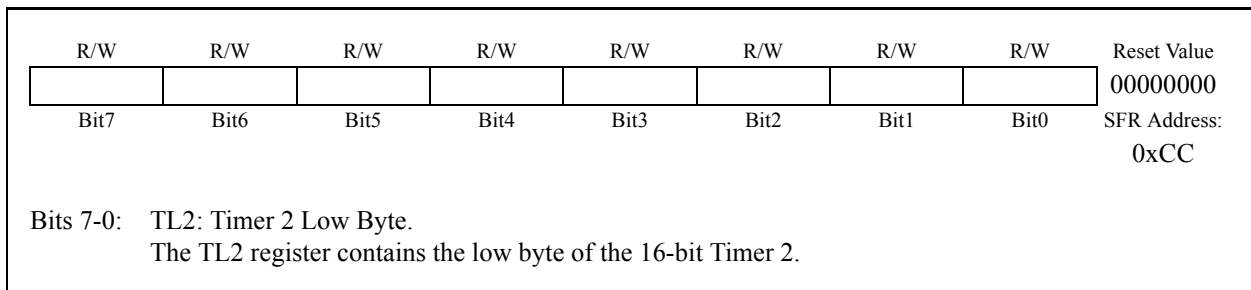 R/W R/W R/W R/W R/W R/W R/W R/W Reset Value
00000000
Bit7 Bit6 Bit5 Bit4 Bit3 Bit2 Bit1 Bit0 SFR Address:
0xCC
Bits 7-0: TL2: Timer 2 Low Byte.
The TL2 register contains the low byte of the 16-bit Timer 2.